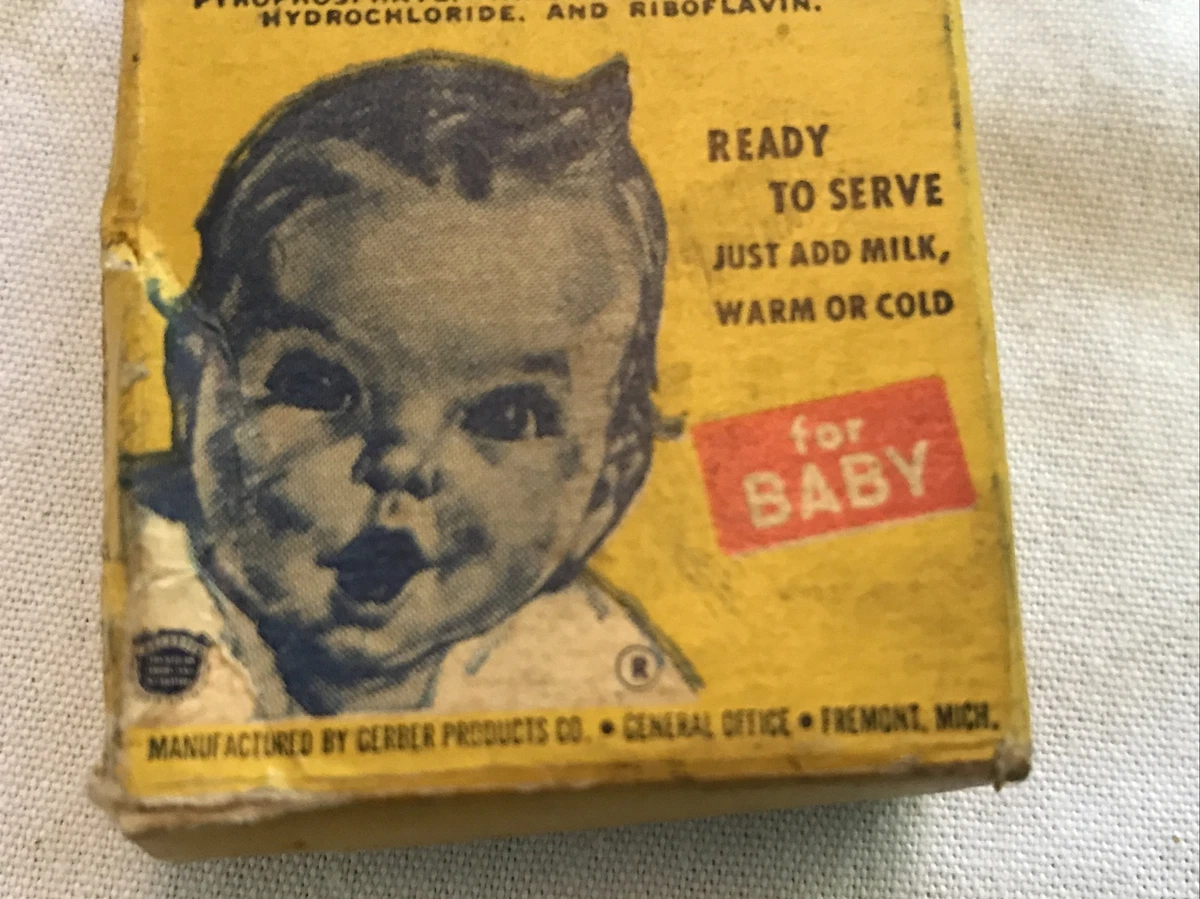 HYDROCHLORIDE, AND RIBOFLAVIN.
READY
TO SERVE
JUST ADD MILK,
WARM OR COLD
for
BABY
®
MANUFACTURED BY GERBER PRODUCTS CO. • GENERAL OFFICE • FREMONT, MICH.